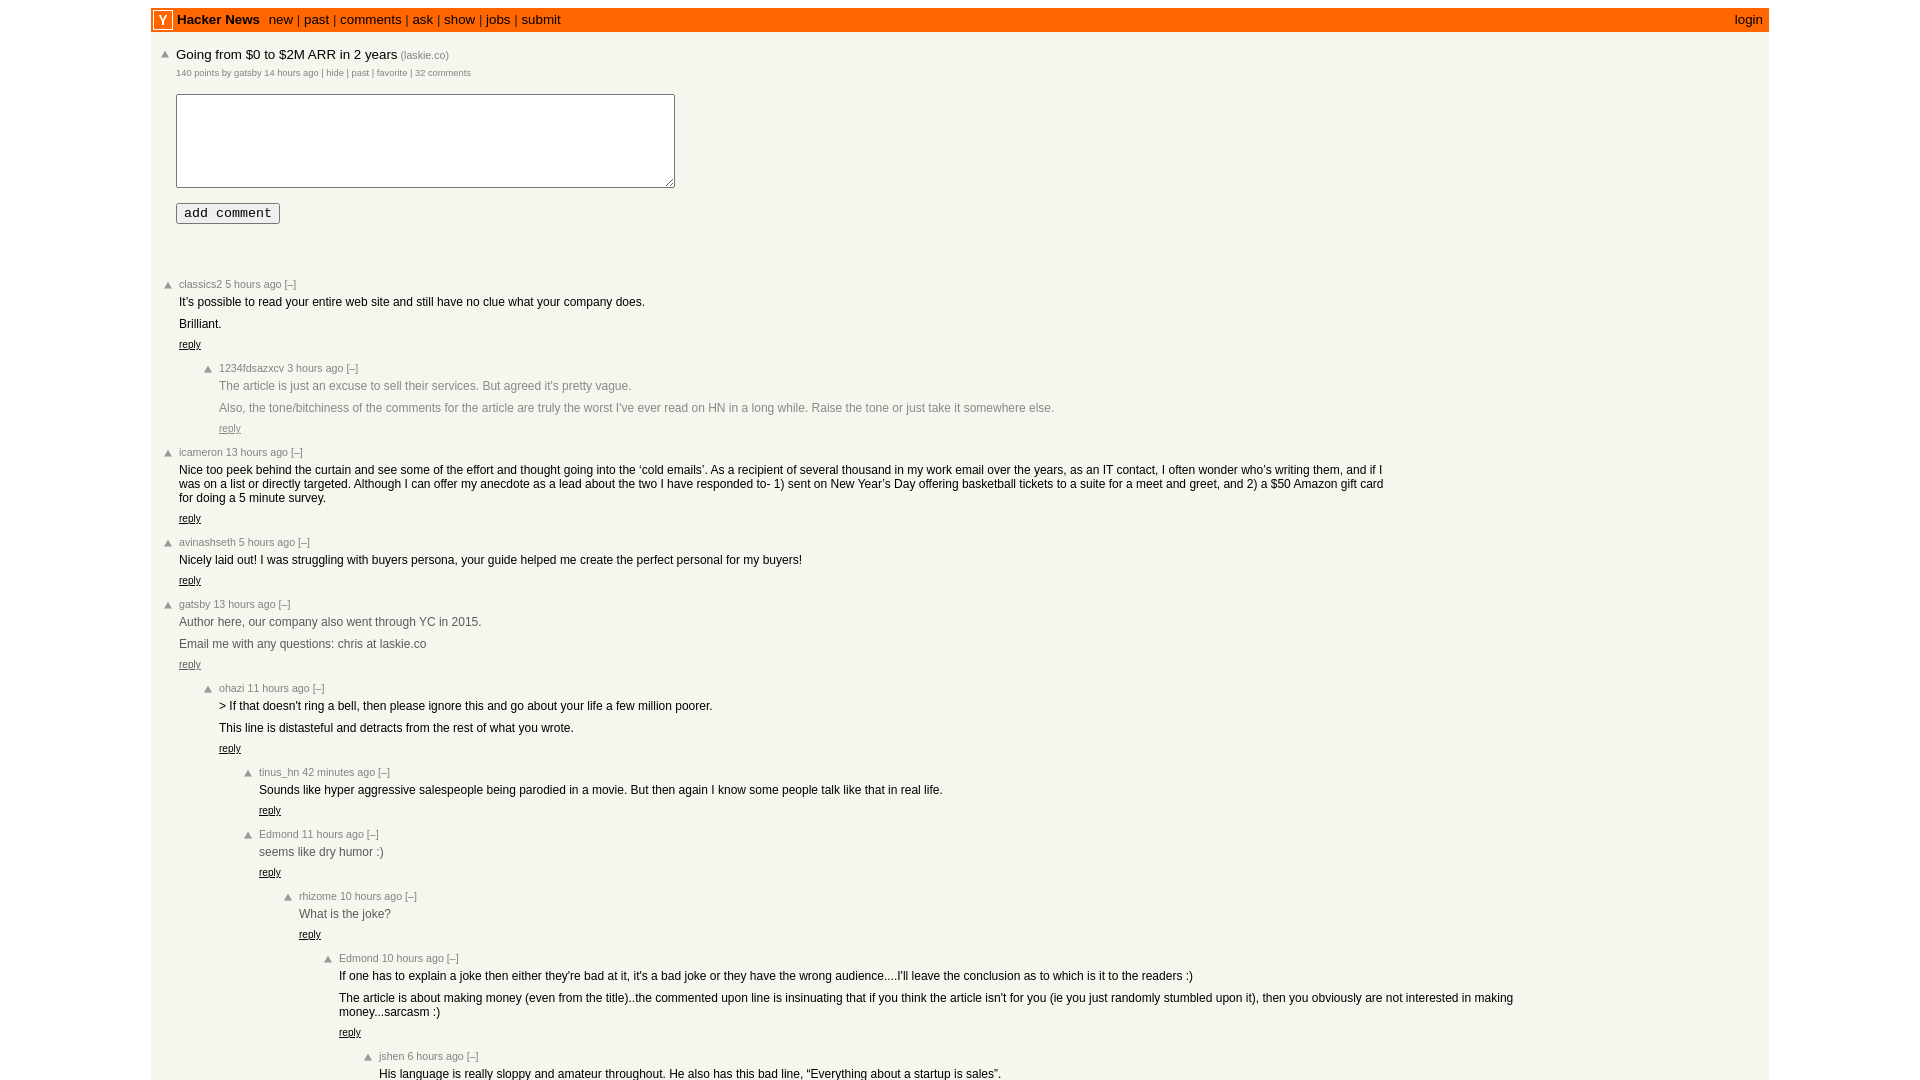 Y Hacker News new | past | comments | ask | show | jobs | submit login
Going from $0 to $2M ARR in 2 years (laskie.co)
140 points by gatsby 14 hours ago | hide | past | favorite | 32 comments
add comment
classics2 5 hours ago [–]
It’s possible to read your entire web site and still have no clue what your company does.
Brilliant.
reply
1234fdsazxcv 3 hours ago [–]
The article is just an excuse to sell their services. But agreed it's pretty vague.
Also, the tone/bitchiness of the comments for the article are truly the worst I've ever read on HN in a long while. Raise the tone or just take it somewhere else.
reply
icameron 13 hours ago [–]
Nice too peek behind the curtain and see some of the effort and thought going into the ‘cold emails’. As a recipient of several thousand in my work email over the years, as an IT contact, I often wonder who’s writing them, and if I
was on a list or directly targeted. Although I can offer my anecdote as a lead about the two I have responded to- 1) sent on New Year’s Day offering basketball tickets to a suite for a meet and greet, and 2) a $50 Amazon gift card
for doing a 5 minute survey.
reply
avinashseth 5 hours ago [–]
Nicely laid out! I was struggling with buyers persona, your guide helped me create the perfect personal for my buyers!
reply
gatsby 13 hours ago [–]
Author here, our company also went through YC in 2015.
Email me with any questions: chris at laskie.co
reply
ohazi 11 hours ago [–]
> If that doesn't ring a bell, then please ignore this and go about your life a few million poorer.
This line is distasteful and detracts from the rest of what you wrote.
reply
tinus_hn 42 minutes ago [–]
Sounds like hyper aggressive salespeople being parodied in a movie. But then again I know some people talk like that in real life.
reply
Edmond 11 hours ago [–]
seems like dry humor :)
reply
rhizome 10 hours ago [–]
What is the joke?
reply
Edmond 10 hours ago [–]
If one has to explain a joke then either they're bad at it, it's a bad joke or they have the wrong audience....I'll leave the conclusion as to which is it to the readers :)
The article is about making money (even from the title)..the commented upon line is insinuating that if you think the article isn't for you (ie you just randomly stumbled upon it), then you obviously are not interested in making
money...sarcasm :)
reply
jshen 6 hours ago [–]
His language is really sloppy and amateur throughout. He also has this bad line, “Everything about a startup is sales”.